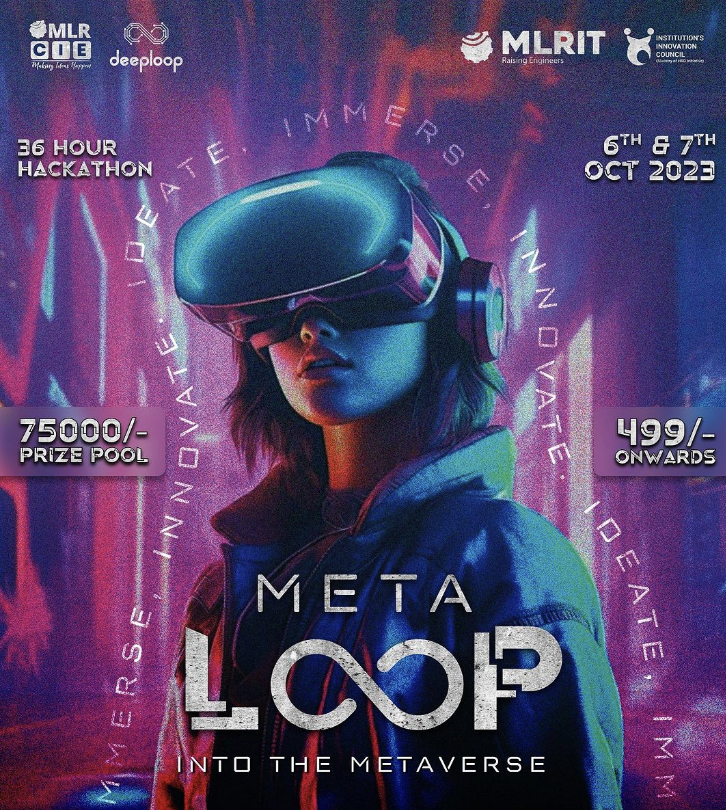 MLR
CIE
Making Ideas Happen
deeploop
MLRIT
Raising Engineers
INSTITUTION'S
INNOVATION
COUNCIL
36 HOUR
HACKATHON
6TH & 7TH
OCT 2023
MMERSE, INNOVATE. IDEATE. IMMERSE, INNOVATE. IDEATE, IMM
75000/-
PRIZE POOL
499/-
ONWARDS
META
LOOP
INTO THE METAVERSE